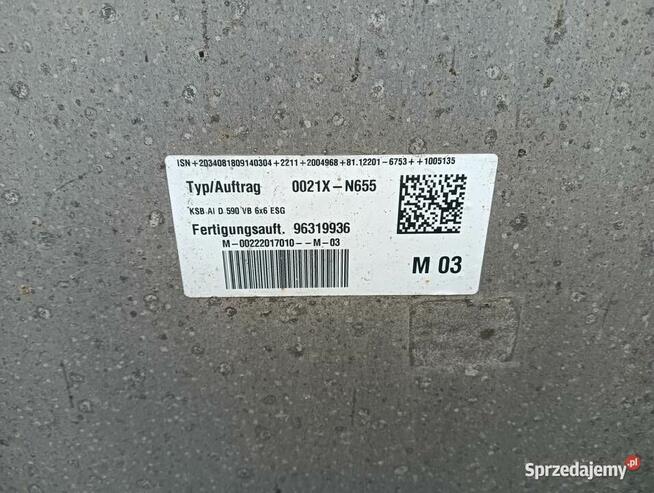 ISN+2034081809140304+2211+2004968+81.12201-6753++1005135
Typ/Auftrag 0021X-N655
KSB Al D 590 VB 6x6 ESG
Fertigungsauft. 96319936
M-00222017010--M-03
M 03
Sprzedajemy.pl